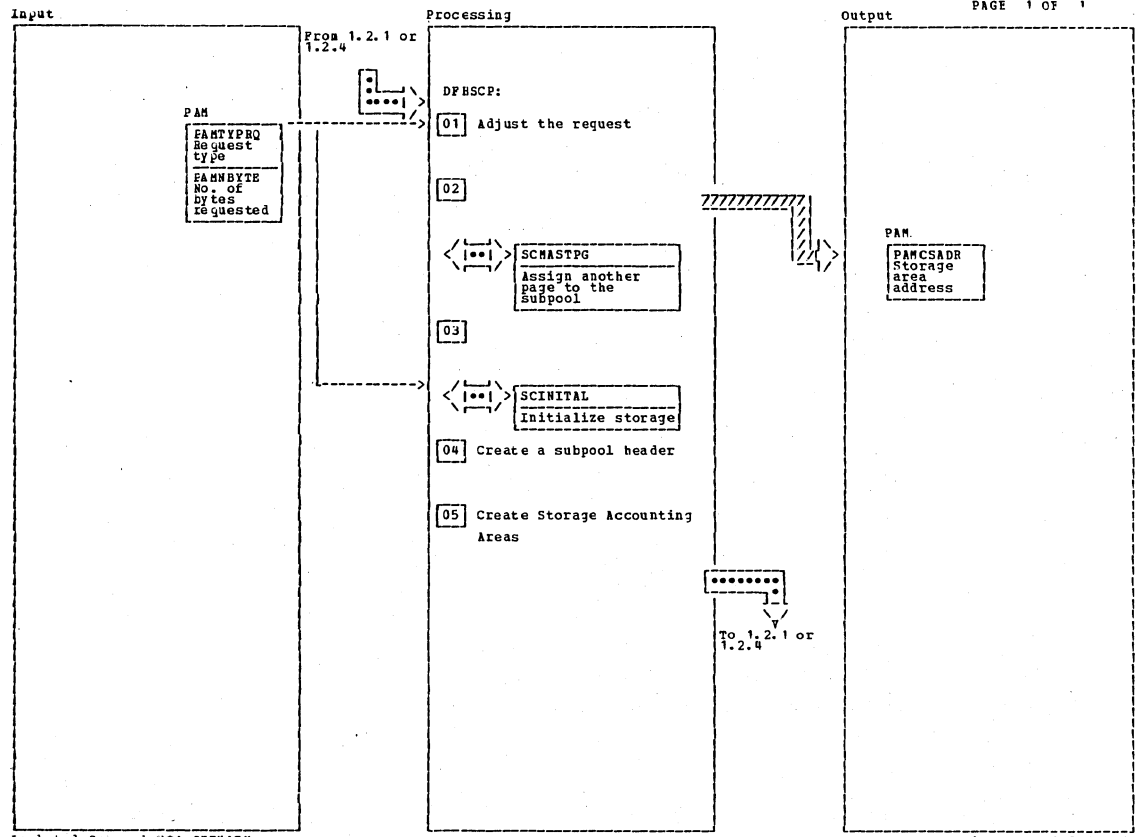 PAGE 1 OF 1
Input
Processing
Output
From 1.2.1 or
1.2.4
DFHSCP:
PAM
PAMTYPRQ
Request
type
PAMNBYTE
No. of
bytes
requested
01 Adjust the request
02
SCMASTPG
Assign another
page to the
subpool
PAM
PAMCSADR
Storage
area
address
03
SCINITAL
Initialize storage
04 Create a subpool header
05 Create Storage Accounting
Areas
To 1.2.1 or
1.2.4